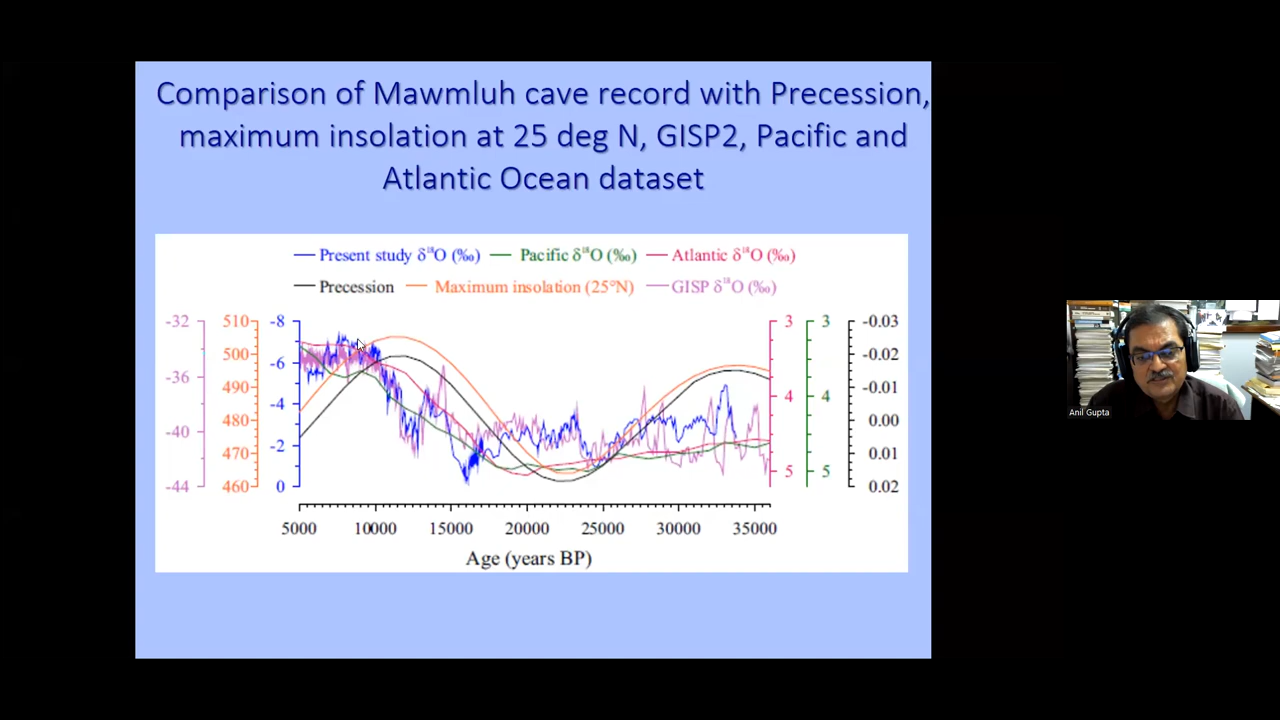 Comparison of Mawmluh cave record with Precession,
maximum insolation at 25 deg N, GISP2, Pacific and
Atlantic Ocean dataset
Present study δ¹⁸O (‰) Pacific δ¹⁸O (‰) Atlantic δ¹⁸O (‰)
Precession Maximum insolation (25°N) GISP δ¹⁸O (‰)
-32 510 -8 3 3 -0.03
500 -0.02
-36 -6
490 4 4 -0.01
-4
480 0.00
-40
-2
470 5 5 0.01
-44 460 0 0.02
5000 10000 15000 20000 25000 30000 35000
Age (years BP)
Anil Gupta